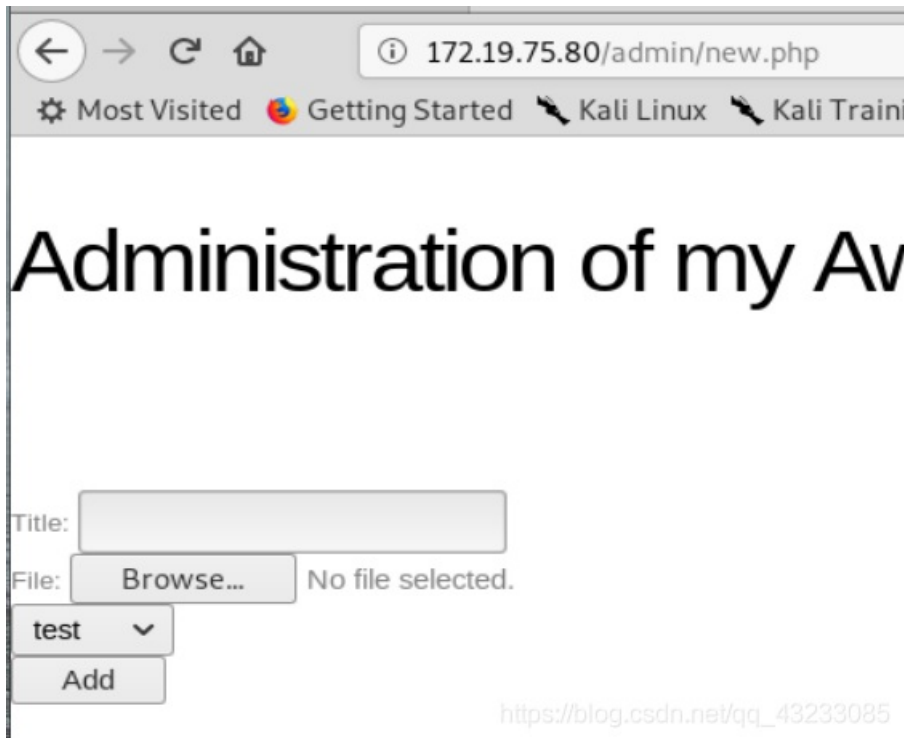 172.19.75.80/admin/new.php
Most Visited Getting Started Kali Linux Kali Traini
Administration of my Aw
Title:
File: Browse... No file selected.
test
Add
https://blog.csdn.net/qq_43233085